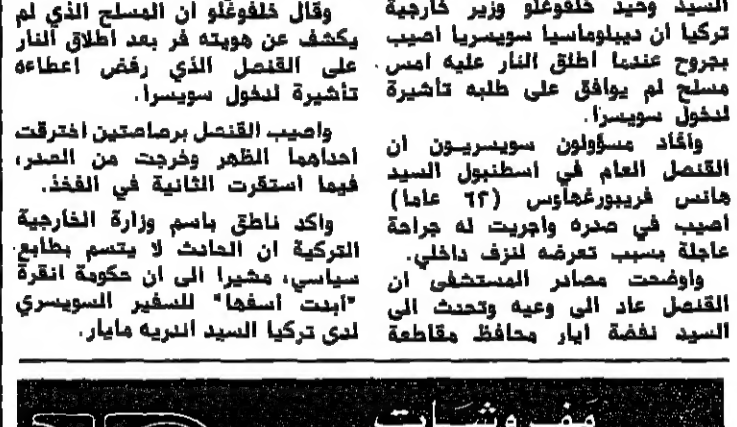 السيد وحيد خلفوغلو وزير خارجية
تركيا ان ديبلوماسيا سويسريا اصيب
بجروح عندما اطلق النار عليه امس
مسلح لم يوافق على طلبه تأشيرة
لدخول سويسرا.
وأفاد مسؤولون سويسريون ان
القنصل العام في اسطنبول السيد
هانس فريبورغهاوس (٦٣ عاما)
أصيب في صدره واجريت له جراحة
عاجلة بسبب تعرضه لنزف داخلي.
واوضحت مصادر المستشفى ان
القنصل عاد الى وعيه وتحدث الى
السيد نفضة ايار محافظ مقاطعة
وقال خلفوغلو ان المسلح الذي لم
يكشف عن هويته فر بعد اطلاق النار
على القنصل الذي رفض اعطاءه
تأشيرة لدخول سويسرا.
واصيب القنصل برصاصتين اخترقت
احداهما الظهر وخرجت من الصدر،
فيما استقرت الثانية في الفخذ.
واكد ناطق باسم وزارة الخارجية
التركية ان الحادث لا يتسم بطابع
سياسي، مشيرا الى ان حكومة انقرة
"أبدت أسفها" للسفير السويسري
لدى تركيا السيد اندريه مايار.
مفروشات